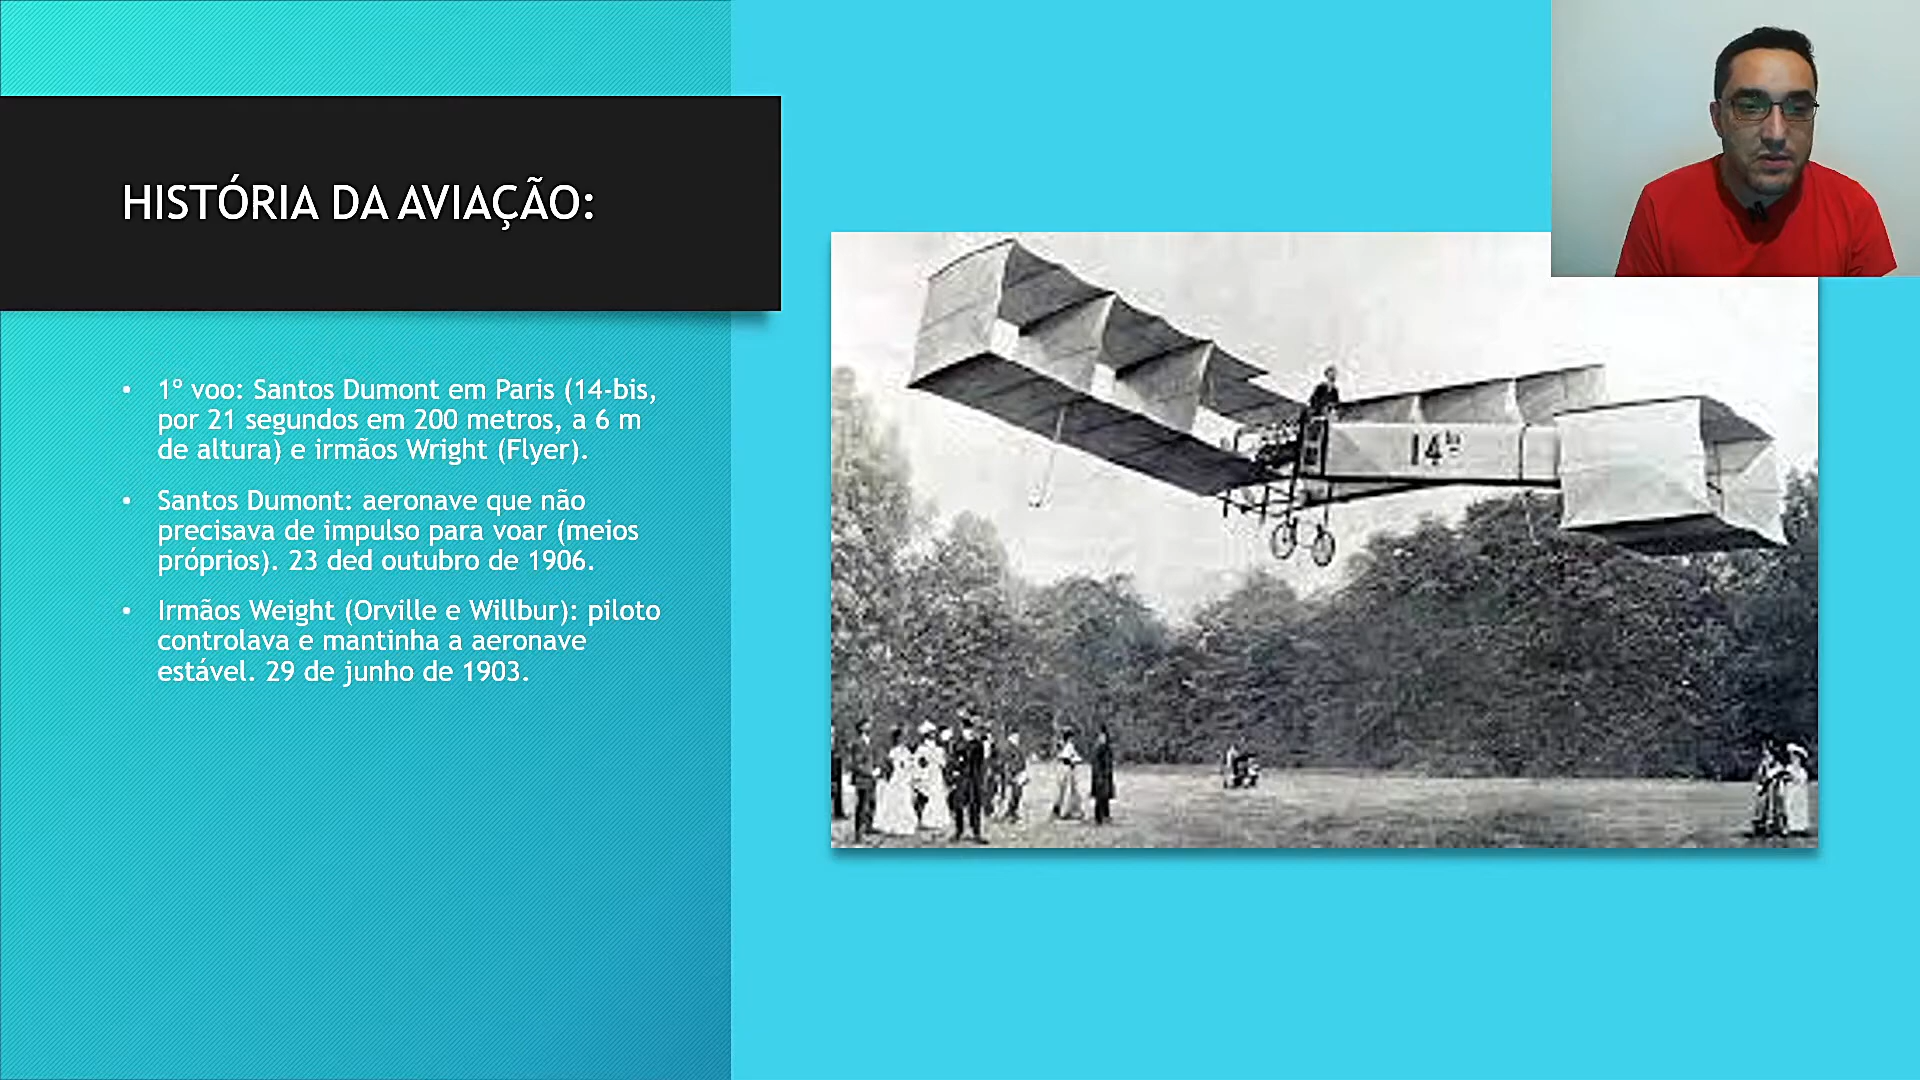 HISTÓRIA DA AVIAÇÃO:
• 1º voo: Santos Dumont em Paris (14-bis,
por 21 segundos em 200 metros, a 6 m
de altura) e irmãos Wright (Flyer).
• Santos Dumont: aeronave que não
precisava de impulso para voar (meios
próprios). 23 ded outubro de 1906.
• Irmãos Weight (Orville e Willbur): piloto
controlava e mantinha a aeronave
estável. 29 de junho de 1903.
14 bis